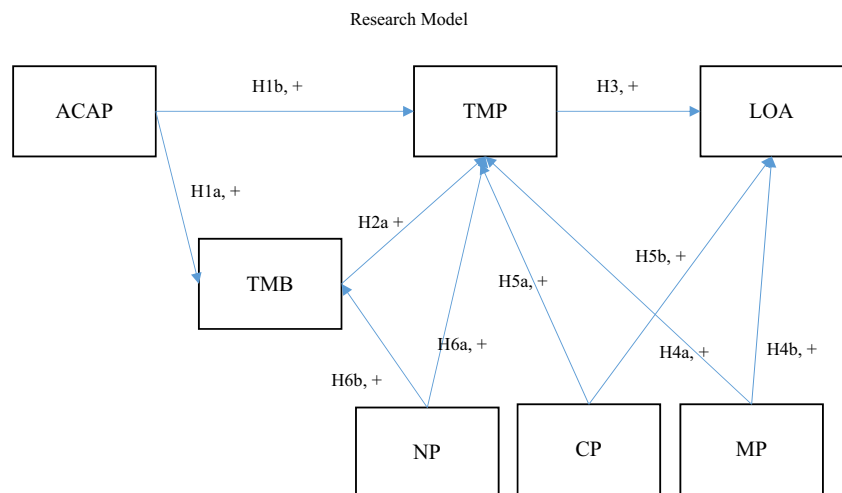 Research Model
ACAP
H1b, +
TMP
H3, +
LOA
H1a, +
H2a +
TMB
H5b, +
H5a, +
H6a, +
H4a, +
H4b, +
H6b, +
NP
CP
MP